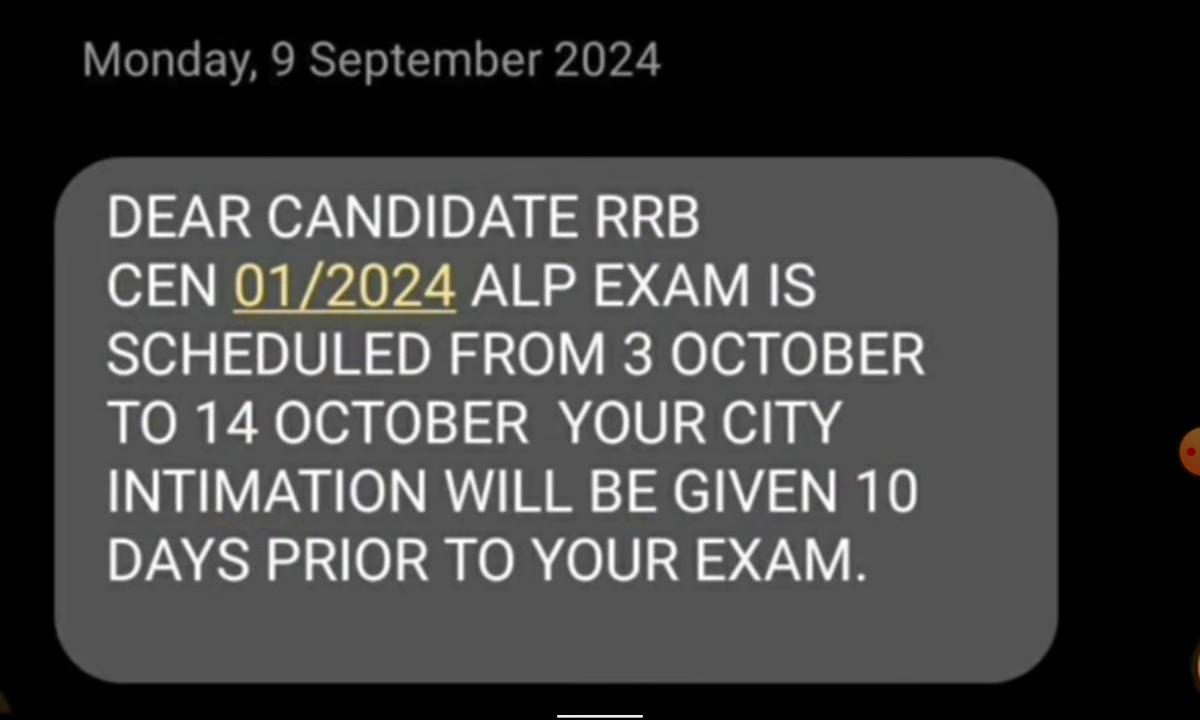 Monday, 9 September 2024
DEAR CANDIDATE RRB
CEN 01/2024 ALP EXAM IS
SCHEDULED FROM 3 OCTOBER
TO 14 OCTOBER  YOUR CITY
INTIMATION WILL BE GIVEN 10
DAYS PRIOR TO YOUR EXAM.